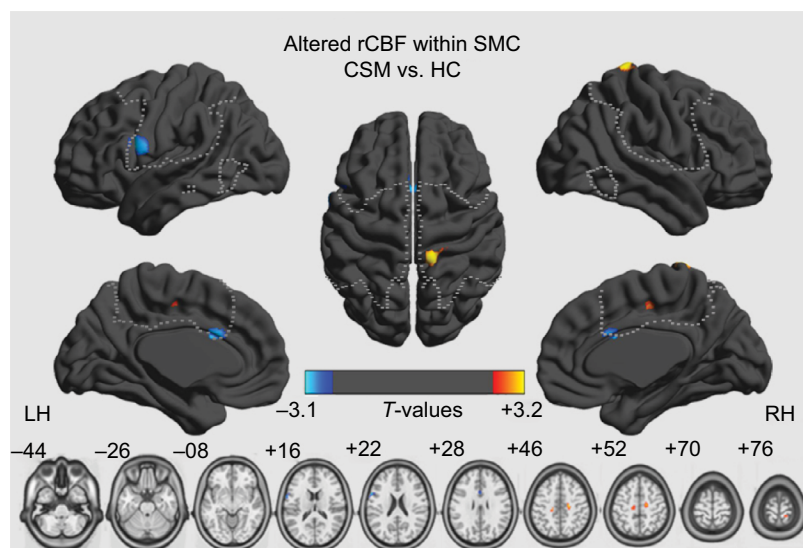 Altered rCBF within SMC
CSM vs. HC
–3.1 T-values +3.2
LH RH
–44 –26 –08 +16 +22 +28 +46 +52 +70 +76